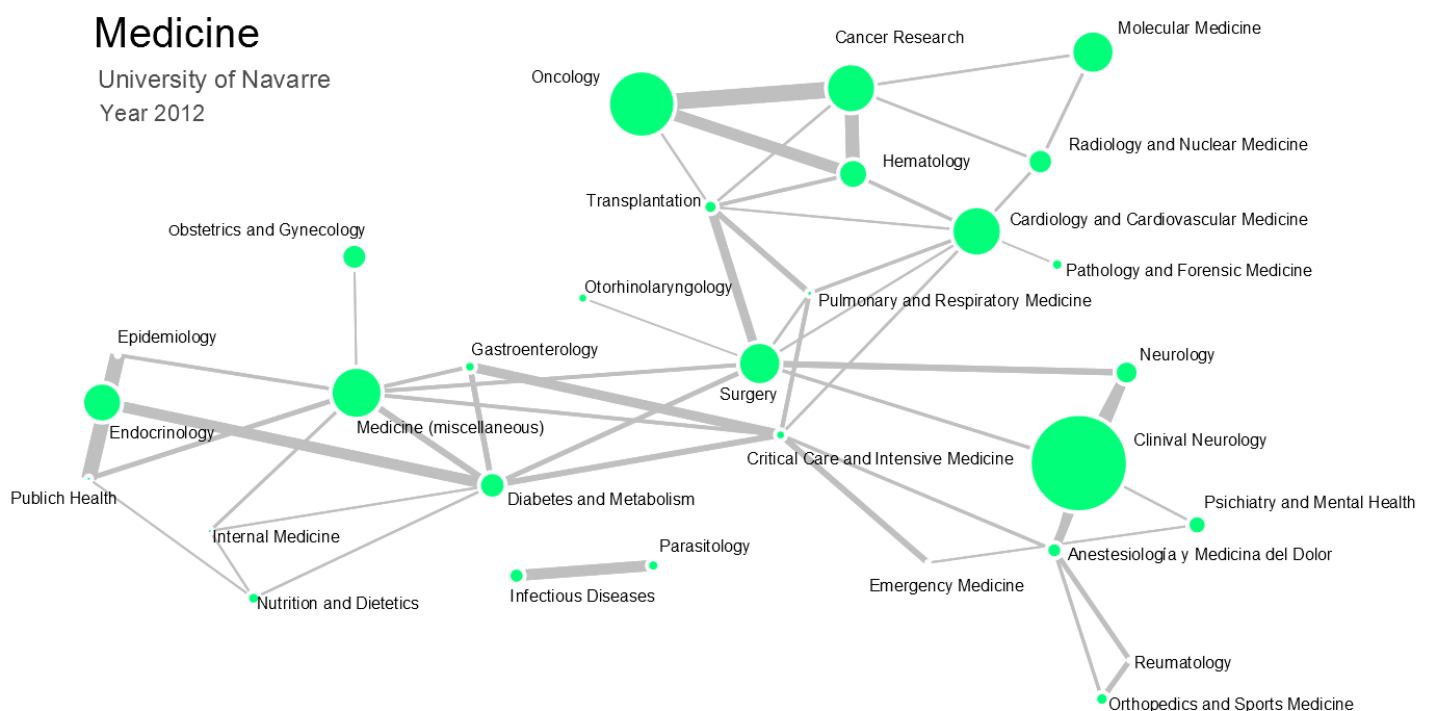 Medicine
University of Navarre
Year 2012
Molecular Medicine
Cancer Research
Oncology
Radiology and Nuclear Medicine
Hematology
Transplantation
Cardiology and Cardiovascular Medicine
Obstetrics and Gynecology
Pathology and Forensic Medicine
Otorhinolaryngology
Pulmonary and Respiratory Medicine
Epidemiology
Gastroenterology
Neurology
Surgery
Medicine (miscellaneous)
Endocrinology
Clinival Neurology
Critical Care and Intensive Medicine
Publich Health
Diabetes and Metabolism
Psichiatry and Mental Health
Internal Medicine
Parasitology
Anestesiología y Medicina del Dolor
Emergency Medicine
Infectious Diseases
Nutrition and Dietetics
Reumatology
Orthopedics and Sports Medicine